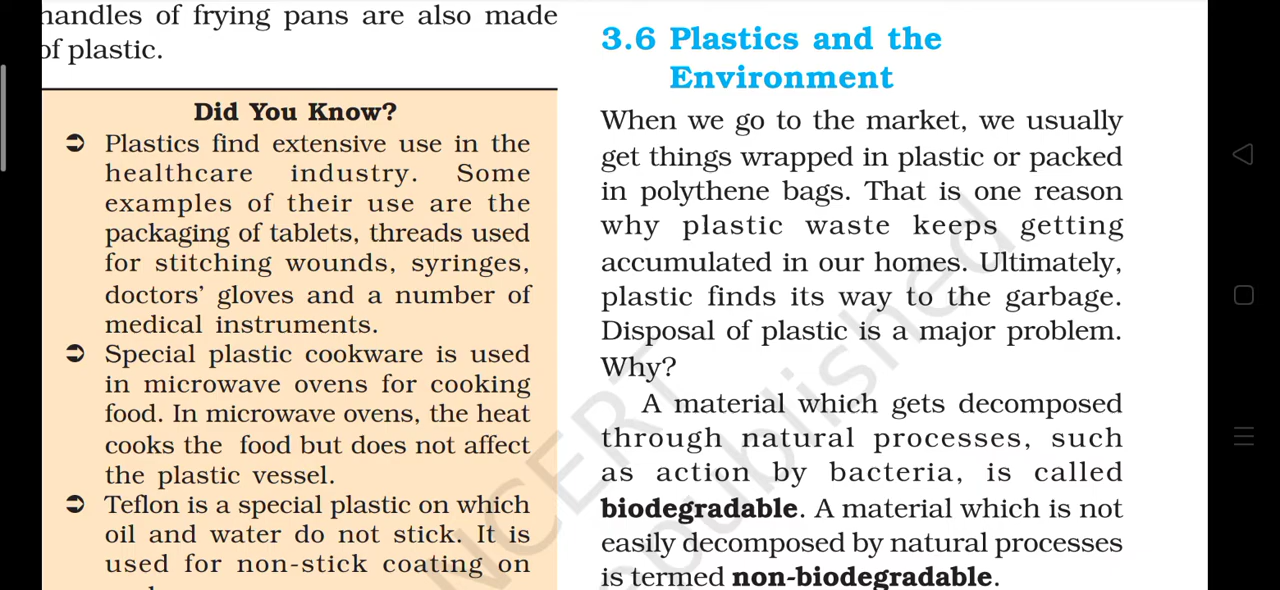 handles of frying pans are also made
of plastic.
Did You Know?
➲ Plastics find extensive use in the
healthcare industry. Some
examples of their use are the
packaging of tablets, threads used
for stitching wounds, syringes,
doctors’ gloves and a number of
medical instruments.
➲ Special plastic cookware is used
in microwave ovens for cooking
food. In microwave ovens, the heat
cooks the food but does not affect
the plastic vessel.
➲ Teflon is a special plastic on which
oil and water do not stick. It is
used for non-stick coating on
3.6 Plastics and the
Environment
When we go to the market, we usually
get things wrapped in plastic or packed
in polythene bags. That is one reason
why plastic waste keeps getting
accumulated in our homes. Ultimately,
plastic finds its way to the garbage.
Disposal of plastic is a major problem.
Why?
A material which gets decomposed
through natural processes, such
as action by bacteria, is called
biodegradable. A material which is not
easily decomposed by natural processes
is termed non-biodegradable.
NCERT
republished